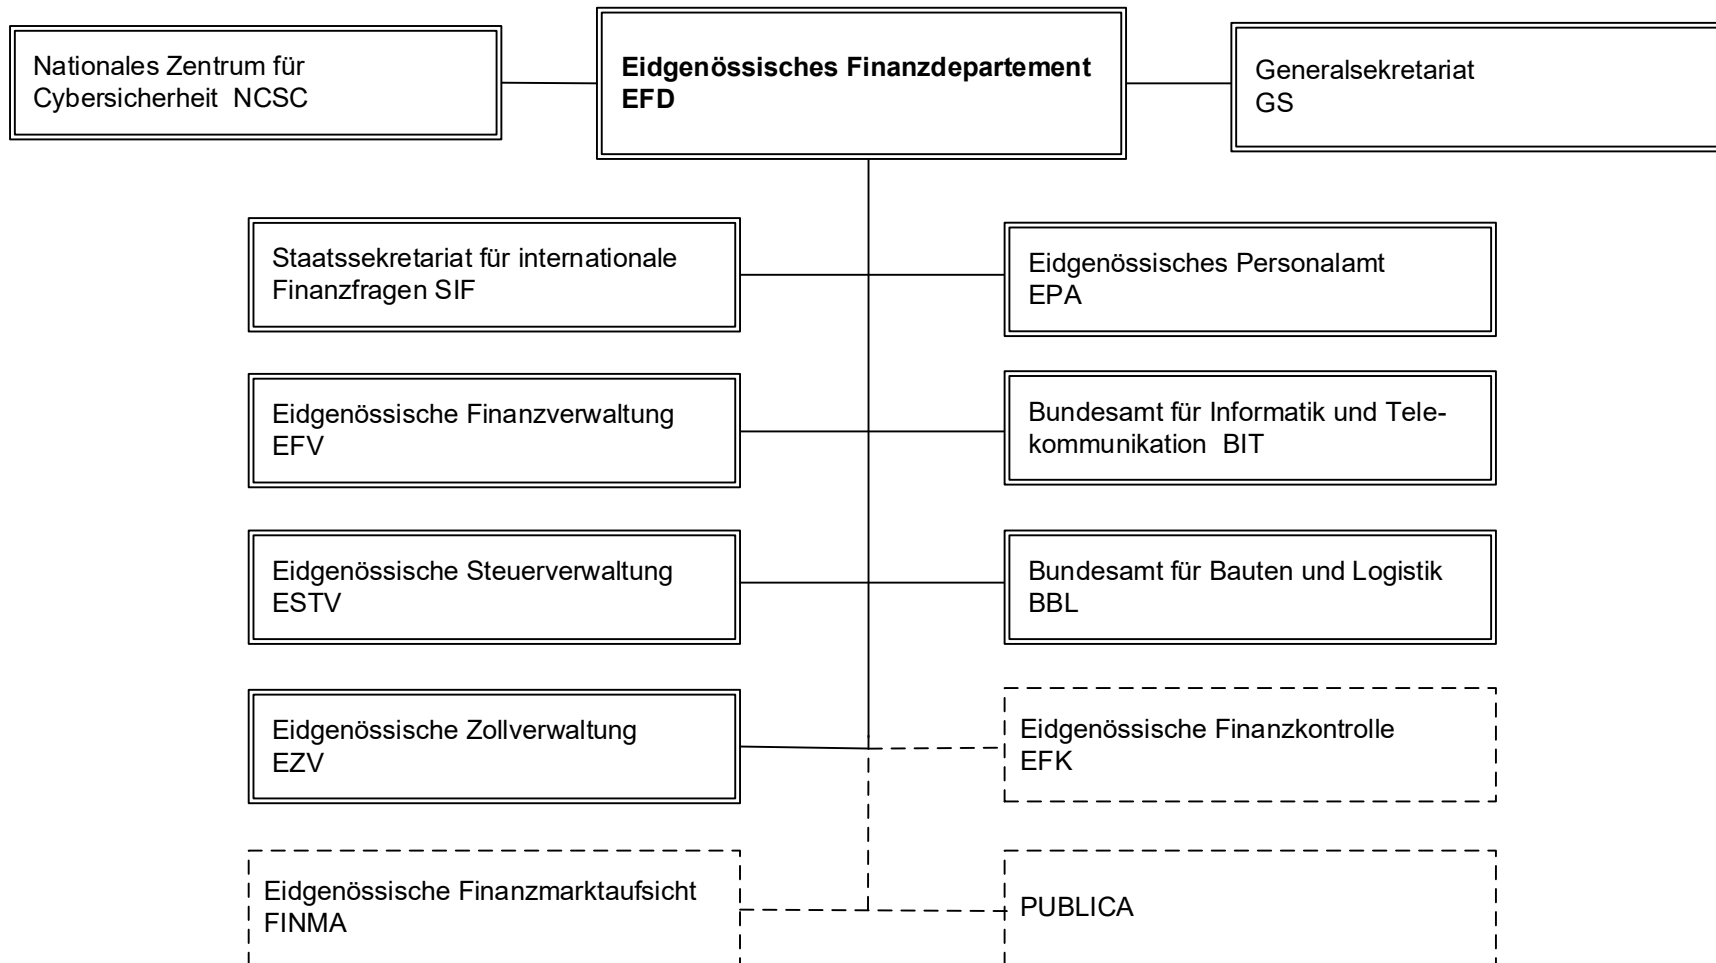 Nationales Zentrum für
Cybersicherheit NCSC
Eidgenössisches Finanzdepartement
EFD
Generalsekretariat
GS
Staatssekretariat für internationale
Finanzfragen SIF
Eidgenössisches Personalamt
EPA
Eidgenössische Finanzverwaltung
EFV
Bundesamt für Informatik und Tele-
kommunikation BIT
Eidgenössische Steuerverwaltung
ESTV
Bundesamt für Bauten und Logistik
BBL
Eidgenössische Zollverwaltung
EZV
Eidgenössische Finanzkontrolle
EFK
Eidgenössische Finanzmarktaufsicht
FINMA
PUBLICA